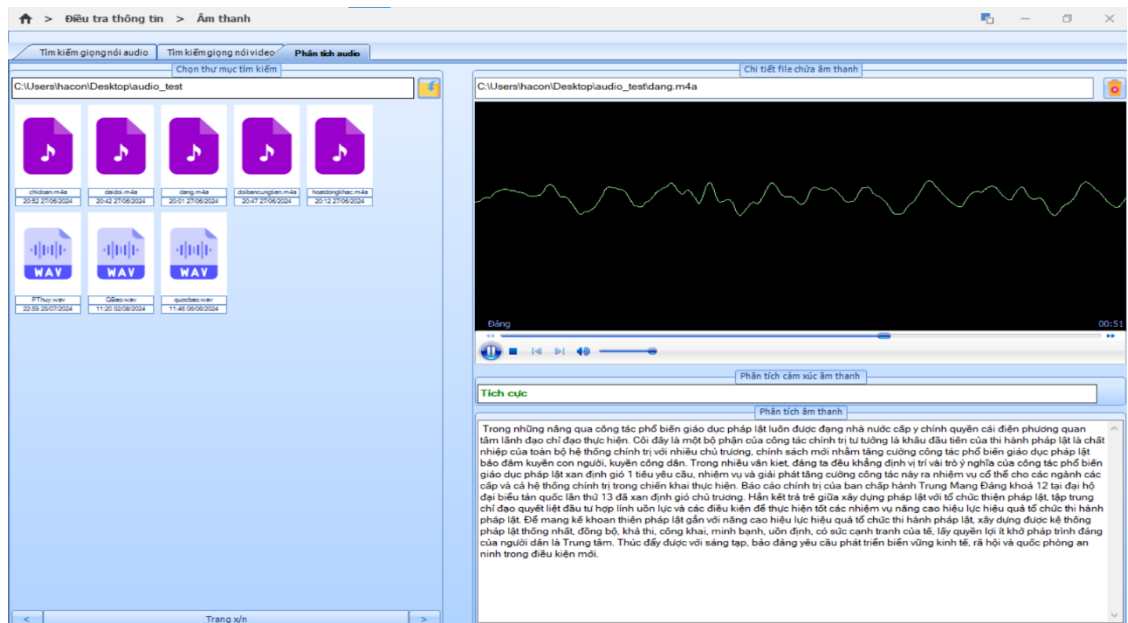 > Điều tra thông tin > Âm thanh
Tìm kiếm giọng nói audio
Tìm kiếm giọng nói video
Phân tích audio
Chọn thư mục tìm kiếm
C:\Users\hacon\Desktop\audio_test
chidoan.m4a
daidoi.m4a
dang.m4a
doibancungtien.m4a
hoatdongkhac.m4a
20:52 27/06/2024
20:42 27/06/2024
20:01 27/06/2024
20:47 27/06/2024
20:12 27/06/2024
WAV
WAV
WAV
PThuy.wav
QBao.wav
quocbao.wav
22:59 25/07/2024
11:20 02/08/2024
11:46 06/06/2024
< Trang x/n >
Chi tiết file chứa âm thanh
C:\Users\hacon\Desktop\audio_test\dang.m4a
Đảng
00:51
Phân tích cảm xúc âm thanh
Tích cực
Phân tích âm thanh
Trong những năng qua công tác phổ biến giáo dục pháp lật luôn được đạng nhà nước cấp y chính quyền cái điện phương quan
tâm lãnh đạo chỉ đạo thực hiện. Côi đây là một bộ phận của công tác chính trị tư tưởng là khẩu đầu tiên của thi hành pháp lật là chất
nhiệp của toàn bộ hệ thống chính trị với nhiều chủ trương, chính sách mới nhằm tăng cường công tác phổ biến giáo dục pháp lật
bảo đảm kuyền con người, kuyền công dân. Trong nhiều văn kiet, đảng ta đều khẳng định vị trí vài trò ý nghĩa của công tác phổ biến
giáo dục pháp lật xan định gió 1 tiêu yêu cầu, nhiệm vụ và giải phát tăng cường công tác này ra nhiệm vụ cổ thể cho các ngành các
cấp và cả hệ thống chính trị trong chiến khai thực hiện. Báo cáo chính trị của ban chấp hành Trung Mang Đảng khoá 12 tại đại hộ
đại biểu tản quốc lần thứ 13 đã xan định gió chủ trương. Hẳn kết trả trẻ giữa xây dựng pháp lật với tổ chức thiện pháp lật, tập trung
chỉ đạo quyết liệt đầu tư hợp lính uồn lực và các điều kiện để thực hiện tốt các nhiệm vụ nâng cao hiệu lực hiệu quả tổ chức thi hành
pháp lật. Để mang kẽ khoan thiện pháp lật gắn với nâng cao hiệu lực hiệu quả tổ chức thi hành pháp lật, xây dựng được kẽ thống
pháp lật thống nhất, đồng bộ, khả thi, công khai, minh bạnh, uồn định, có sức cạnh tranh của tế, lấy quyền lợi ít khở pháp trình đáng
của người dân là Trung tâm. Thúc đẩy được với sáng tạp, bảo đảng yêu cầu phát triển biển vững kinh tế, rã hội và quốc phòng an
ninh trong điều kiện mới.